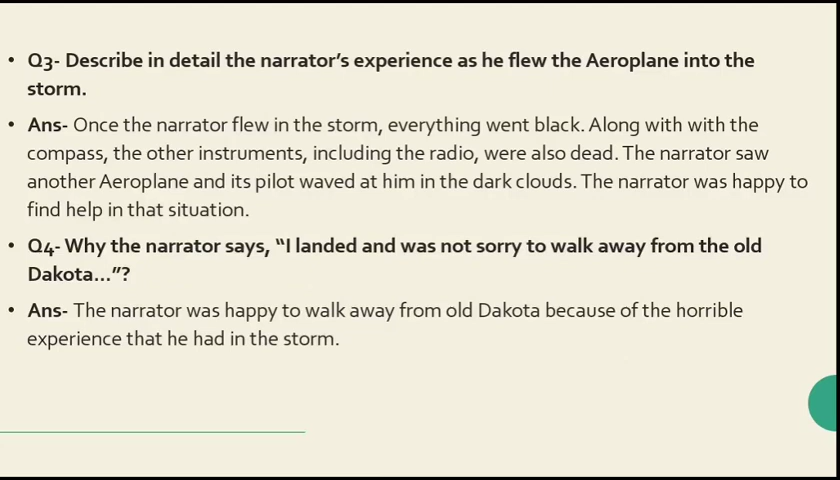 • Q3- Describe in detail the narrator's experience as he flew the Aeroplane into the
storm.
• Ans- Once the narrator flew in the storm, everything went black. Along with with the
compass, the other instruments, including the radio, were also dead. The narrator saw
another Aeroplane and its pilot waved at him in the dark clouds. The narrator was happy to
find help in that situation.
• Q4- Why the narrator says, “I landed and was not sorry to walk away from the old
Dakota...”?
• Ans- The narrator was happy to walk away from old Dakota because of the horrible
experience that he had in the storm.